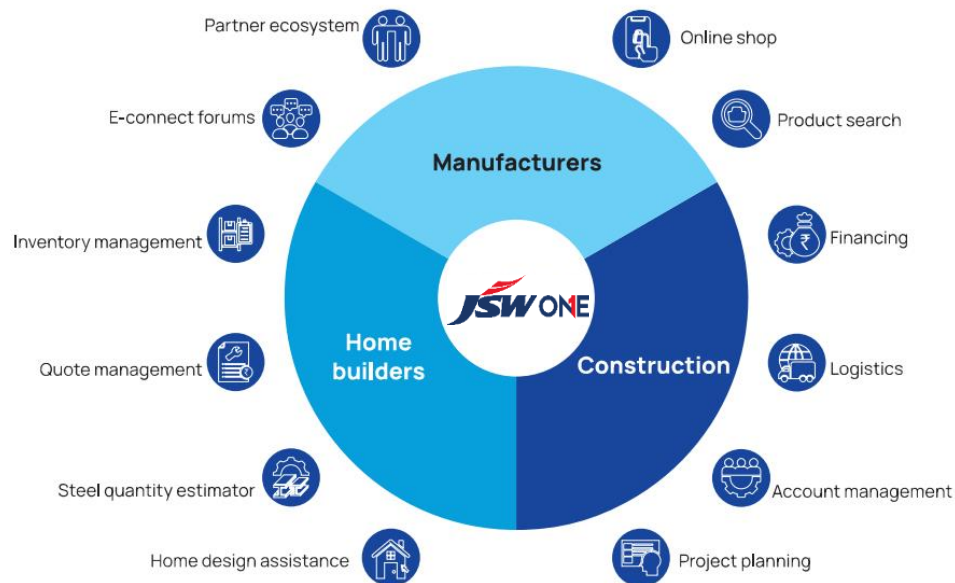 Partner ecosystem
Online shop
E-connect forums
Product search
Manufacturers
Inventory management
Financing
JSW ONE
Home
builders
Construction
Quote management
Logistics
Steel quantity estimator
Account management
Home design assistance
Project planning